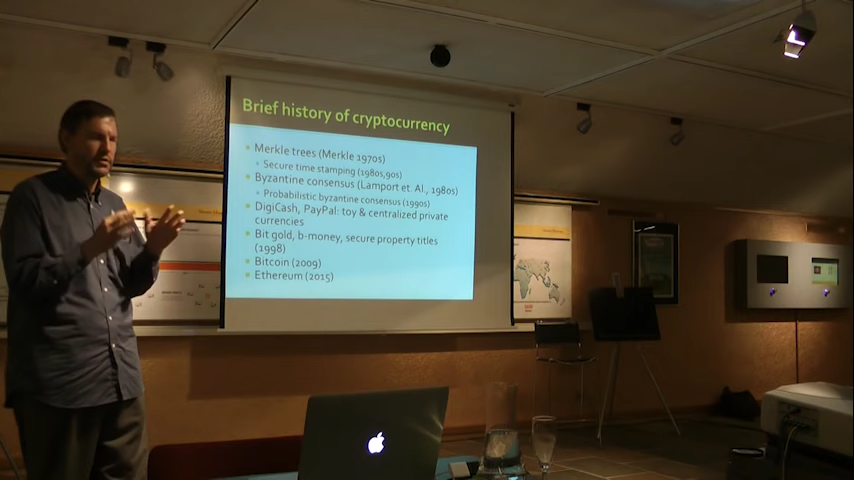 Brief history of cryptocurrency
Merkle trees (Merkle 1970s)
Secure time stamping (1980s,90s)
Byzantine consensus (Lamport et. Al., 1980s)
Probabilistic byzantine consensus (1990s)
DigiCash, PayPal: toy & centralized private
currencies
Bit gold, b-money, secure property titles
(1998)
Bitcoin (2009)
Ethereum (2015)